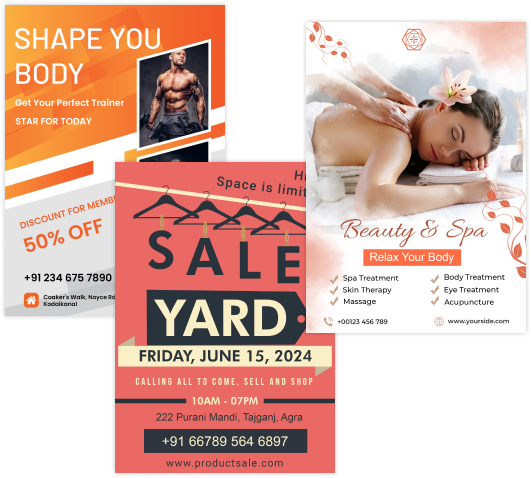 SHAPE YOU
BODY
Get Your Perfect Trainer
STAR FOR TODAY
DISCOUNT FOR MEMB
50% OFF
+91 234 675 7890
Coaker's Walk, Noyce Rd
Kodaikanal
Space is limit
SALE
YARD
FRIDAY, JUNE 15, 2024
CALLING ALL TO COME, SELL AND SHOP
10AM - 07PM
222 Purani Mandi, Tajganj, Agra
+91 66789 564 6897
www.productsale.com
Beauty & Spa
Relax Your Body
Spa Treatment
Skin Therapy
Massage
Body Treatment
Eye Treatment
Acupuncture
+00123 456 789
www.yourside.com